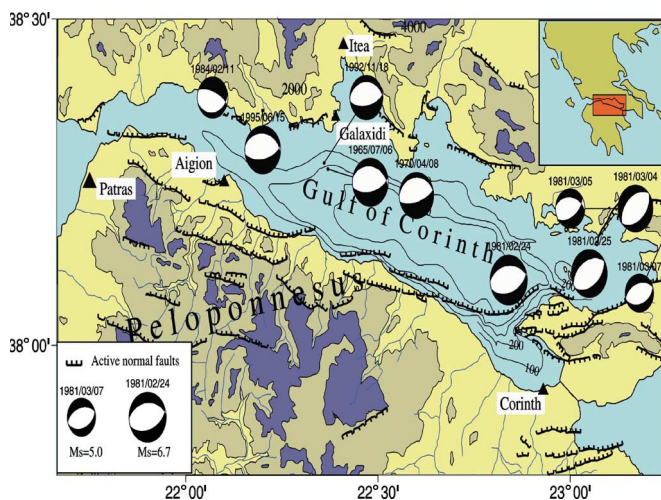 38°30'
4000
Itea
1984/02/11
1992/11/18
2000
1995/06/15
Galaxidi
1965/07/06
1970/04/08
Aigion
Patras
1981/03/05
1981/03/04
Gulf of Corinth
1981/02/24
1981/02/25
1981/03/07
Peloponnesus
200
100
38°00'
Active normal faults
1981/03/07
1981/02/24
Ms=5.0
Ms=6.7
Corinth
22°00'
22°30'
23°00'